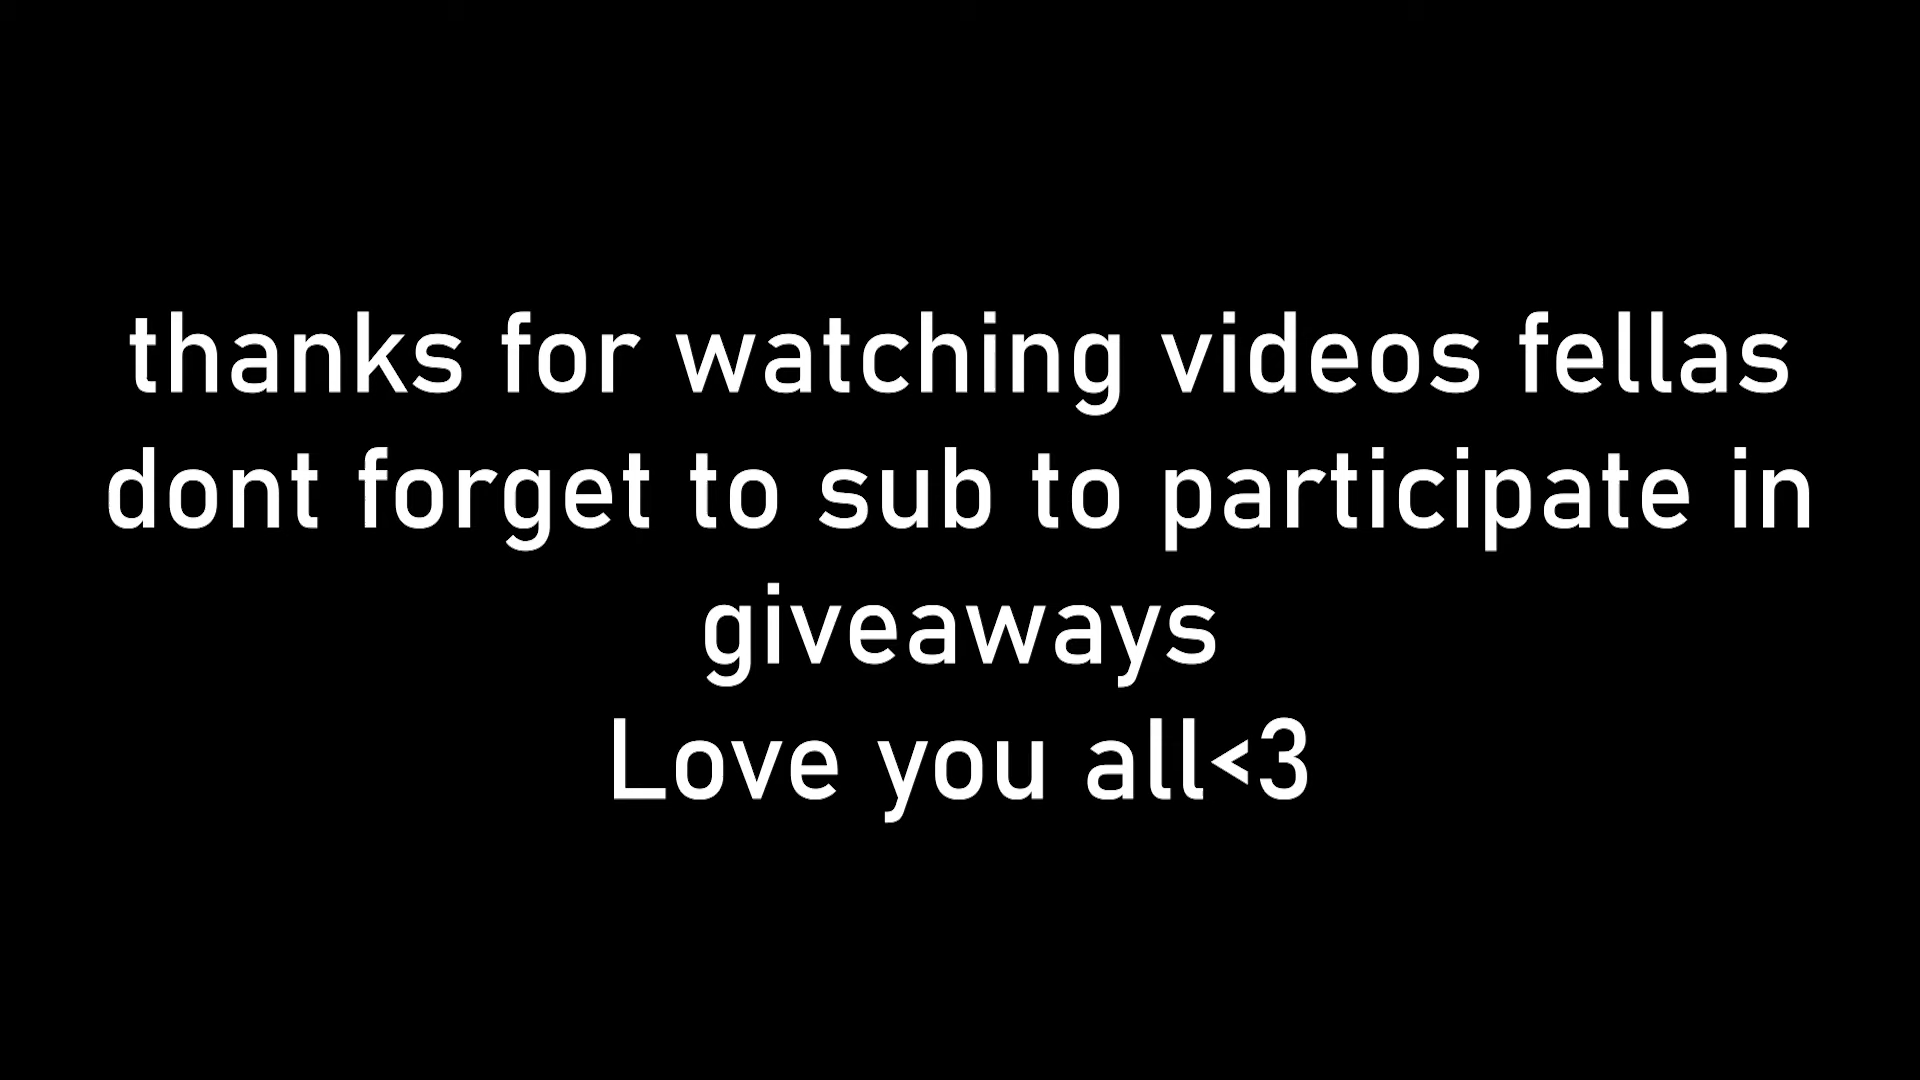 thanks for watching videos fellas
dont forget to sub to participate in
giveaways
Love you all<3